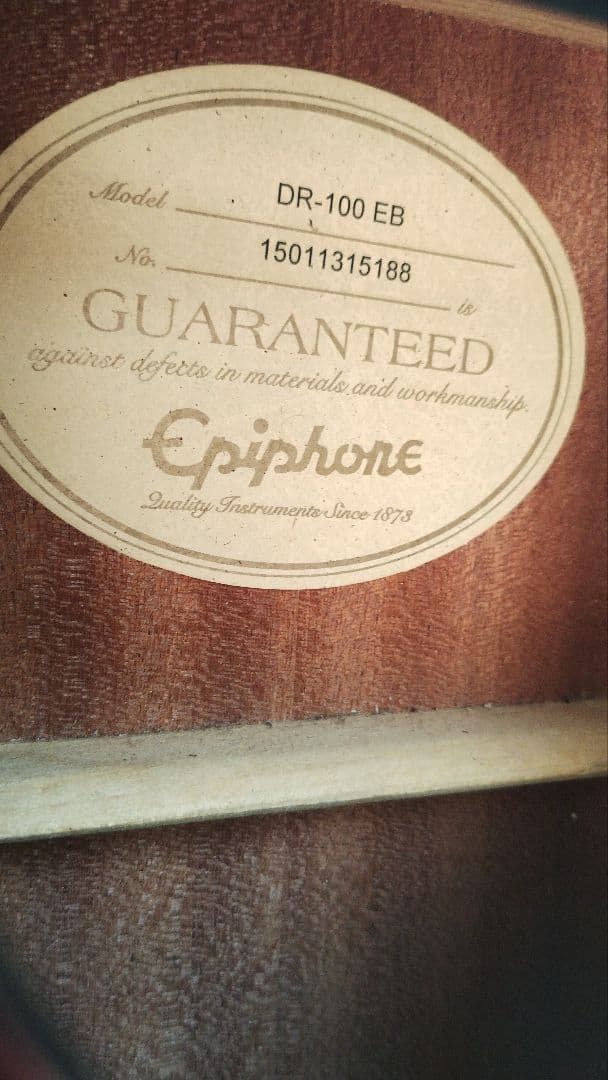 Model DR-100 EB
No. 15011315188 is
GUARANTEED
against defects in materials and workmanship.
Epiphone
Quality Instruments Since 1873